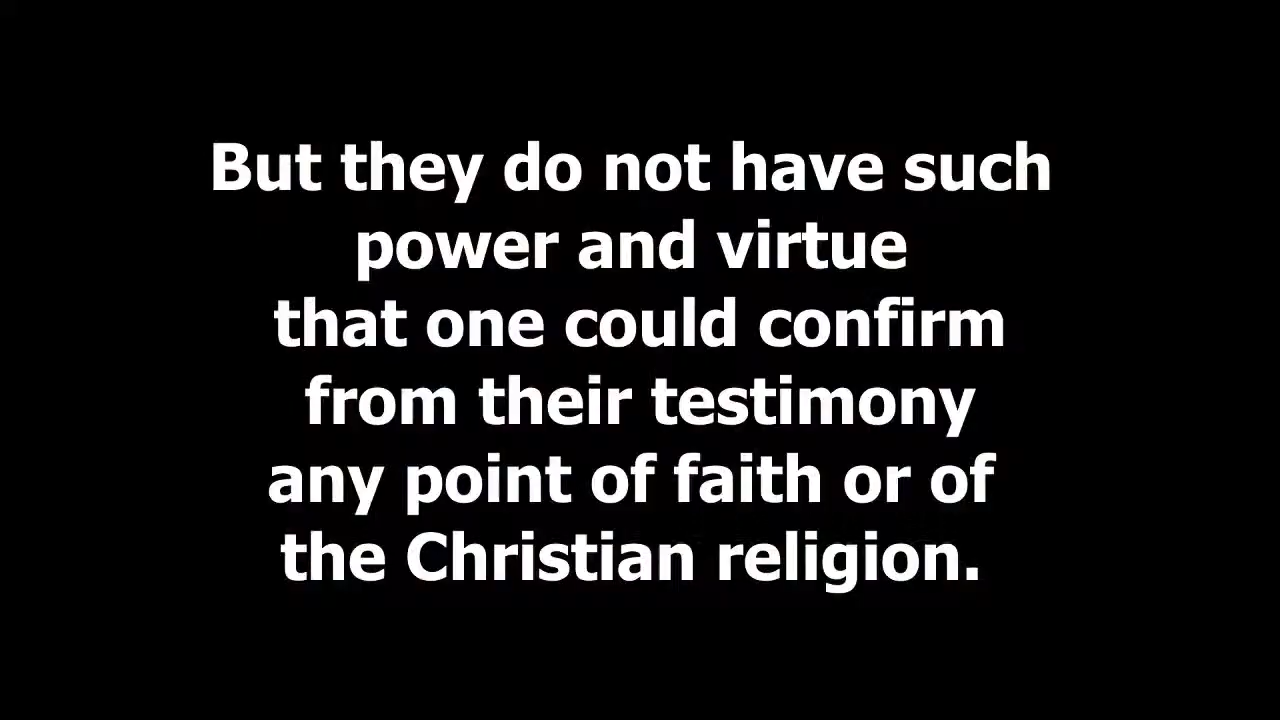 But they do not have such
power and virtue
that one could confirm
from their testimony
any point of faith or of
the Christian religion.